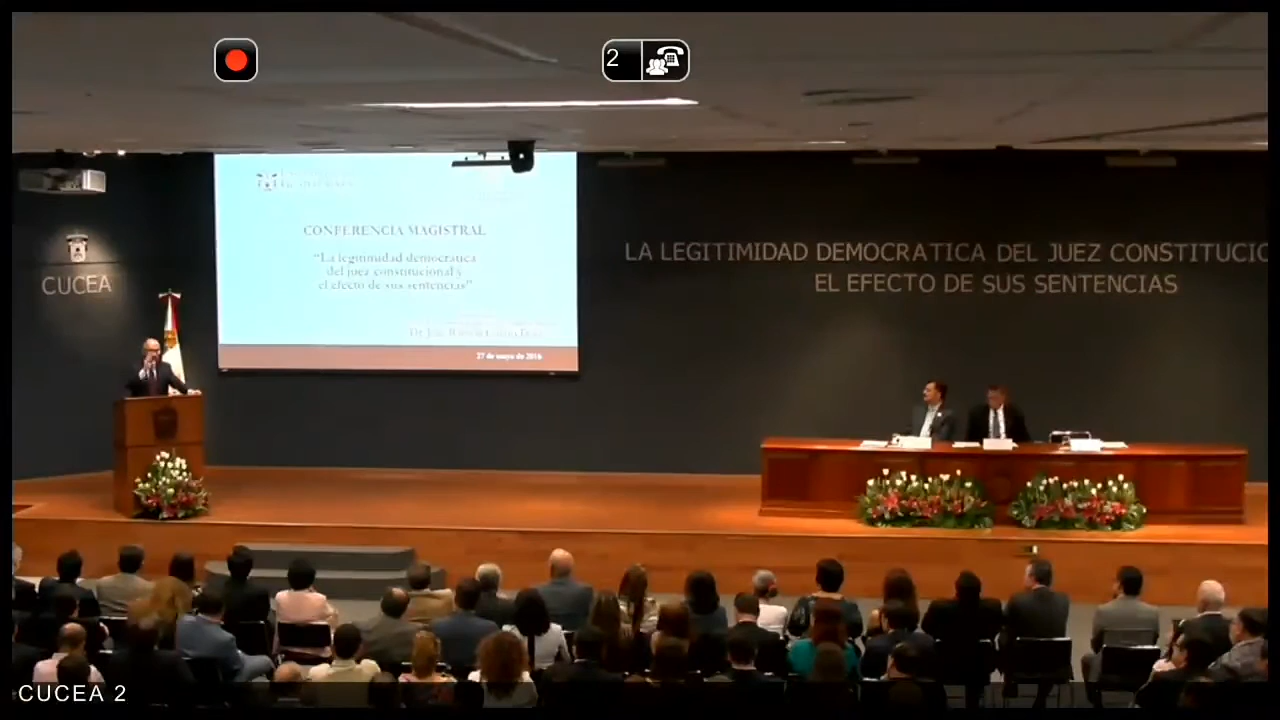 2
CONFERENCIA MAGISTRAL
"La legitimidad democrática
del juez constitucional y
el efecto de sus sentencias"
27 de mayo de 2016
LA LEGITIMIDAD DEMOCRATICA DEL JUEZ CONSTITUCIO
EL EFECTO DE SUS SENTENCIAS
CUCEA
CUCEA 2